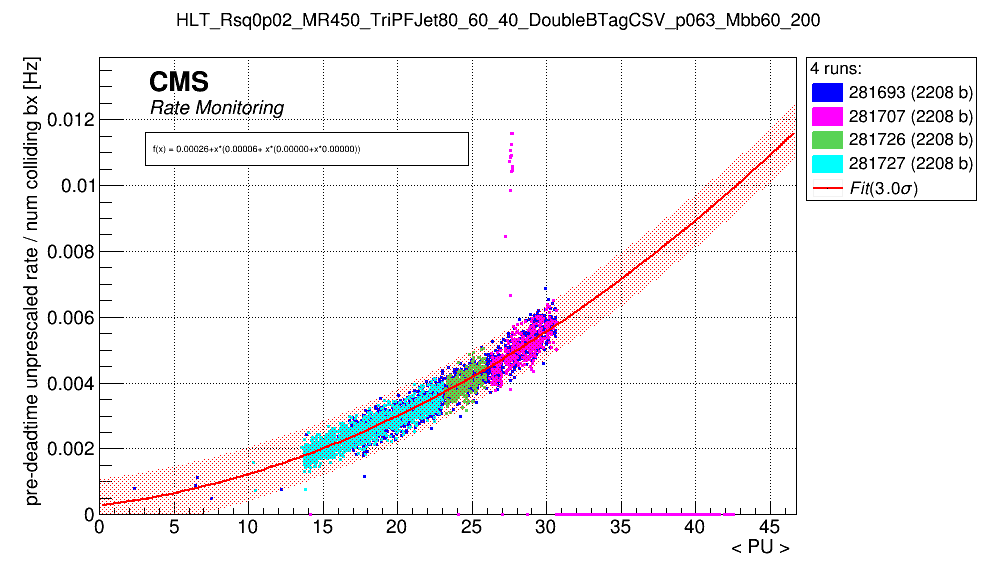 HLT_Rsq0p02_MR450_TriPFJet80_60_40_DoubleBTagCSV_p063_Mbb60_200
pre-deadtime unprescaled rate / num colliding bx [Hz]
CMS
Rate Monitoring
f(x) = 0.00026+x*(0.00006+ x*(0.00000+x*0.00000))
0.012
0.01
0.008
0.006
0.004
0.002
0
0 5 10 15 20 25 30 35 40 45
< PU >
4 runs:
281693 (2208 b)
281707 (2208 b)
281726 (2208 b)
281727 (2208 b)
Fit(3.0σ)